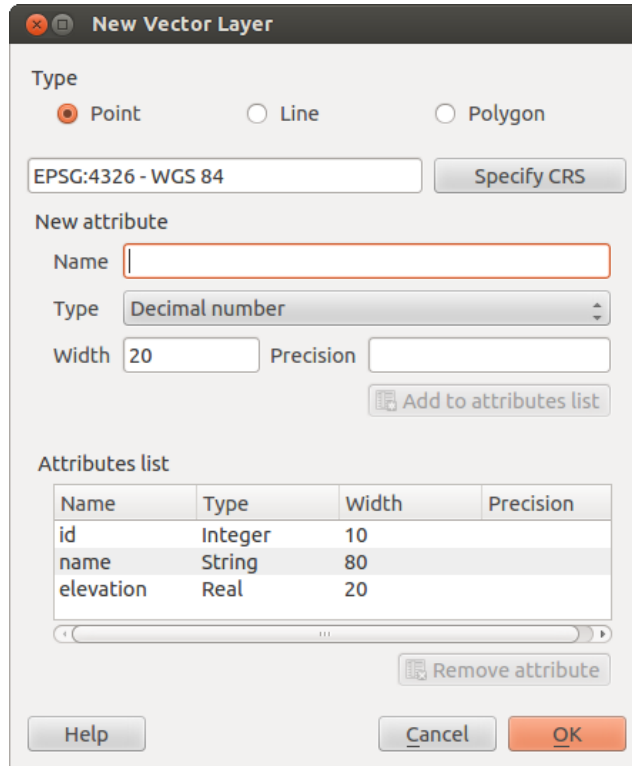 New Vector Layer
Type
Point Line Polygon
EPSG:4326 - WGS 84 Specify CRS
New attribute
Name
Type Decimal number
Width 20 Precision
Add to attributes list
Attributes list
Name Type Width Precision
id Integer 10
name String 80
elevation Real 20
Remove attribute
Help Cancel OK